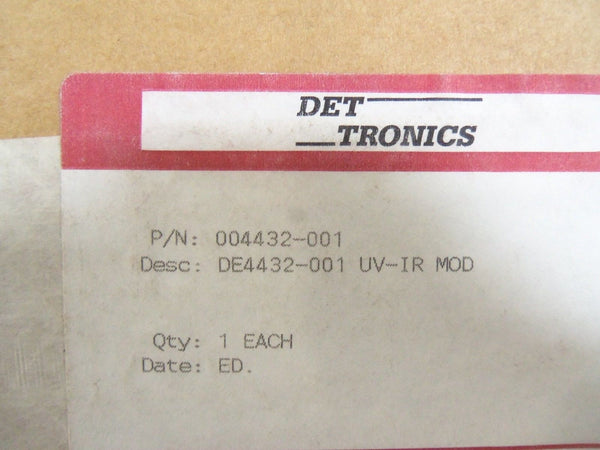 DET
TRONICS
P/N: 004432-001
Desc: DE4432-001 UV-IR MOD
Qty: 1 EACH
Date: ED.